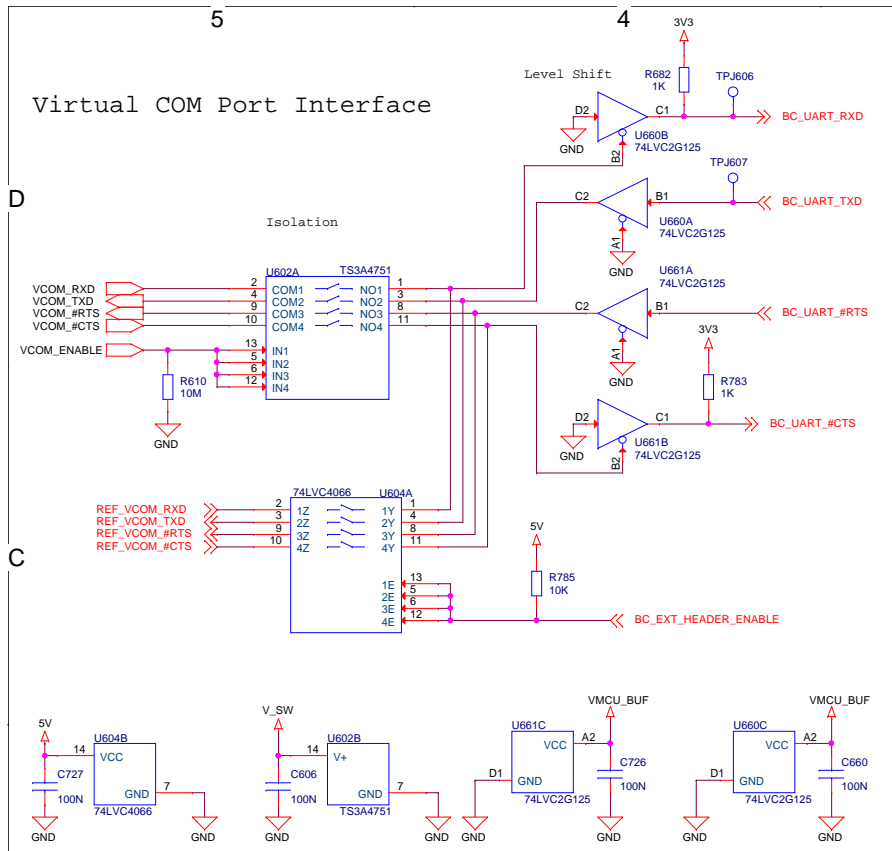 5 4
Virtual COM Port Interface
Level Shift
3V3
R682
1K
TPJ606
D2
C1
BC_UART_RXD
GND
B2
U660B
74LVC2G125
TPJ607
D
C2
B1
BC_UART_TXD
U660A
74LVC2G125
A1
GND
Isolation
U602A TS3A4751
VCOM_RXD 2 COM1 NO1 1
VCOM_TXD 4 COM2 NO2 3
VCOM_#RTS 9 COM3 NO3 8
VCOM_#CTS 10 COM4 NO4 11
VCOM_ENABLE 13 IN1
5 IN2
6 IN3
12 IN4
R610
10M
GND
U661A
74LVC2G125
C2
B1
BC_UART_#RTS
A1
GND
3V3
R783
1K
D2
C1
BC_UART_#CTS
GND
B2
U661B
74LVC2G125
74LVC4066 U604A
REF_VCOM_RXD 2 1Z 1Y 1
REF_VCOM_TXD 3 2Z 2Y 4
REF_VCOM_#RTS 9 3Z 3Y 8
REF_VCOM_#CTS 10 4Z 4Y 11
C
1E 13
2E 5
3E 6
4E 12
5V
R785
10K
BC_EXT_HEADER_ENABLE
5V
U604B
14 VCC
C727
100N
GND 7
74LVC4066
GND GND
V_SW
U602B
14 V+
C606
100N
GND 7
TS3A4751
GND GND
VMCU_BUF
U661C
VCC A2
D1 GND
C726
100N
74LVC2G125
GND GND
VMCU_BUF
U660C
VCC A2
D1 GND
C660
100N
74LVC2G125
GND GND